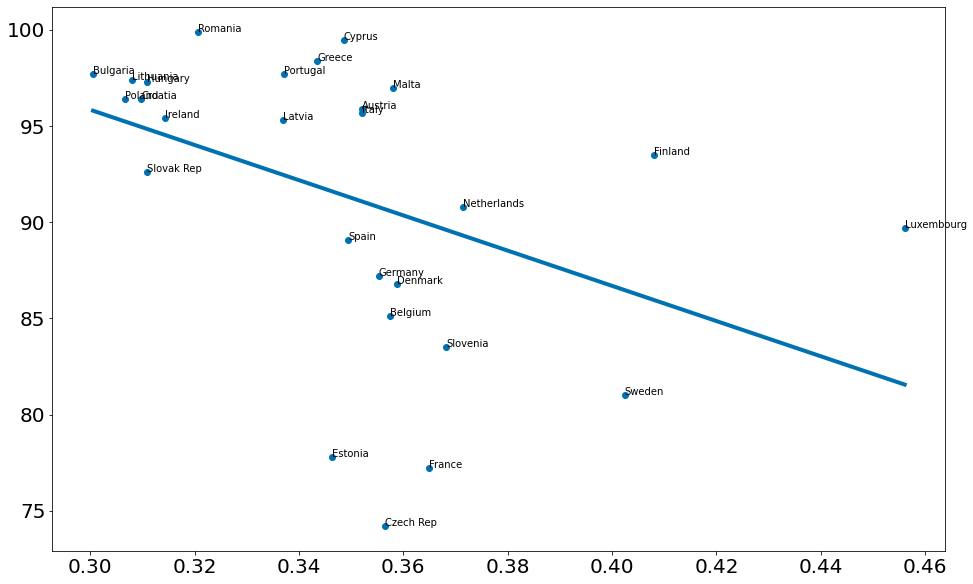 100
95
90
85
80
75
Romania
Cyprus
Greece
Bulgaria
Portugal
Lithuania
Hungary
Malta
Poland
Croatia
Austria
Italy
Ireland
Latvia
Finland
Slovak Rep
Netherlands
Luxembourg
Spain
Germany
Denmark
Belgium
Slovenia
Sweden
Estonia
France
Czech Rep
0.30 0.32 0.34 0.36 0.38 0.40 0.42 0.44 0.46